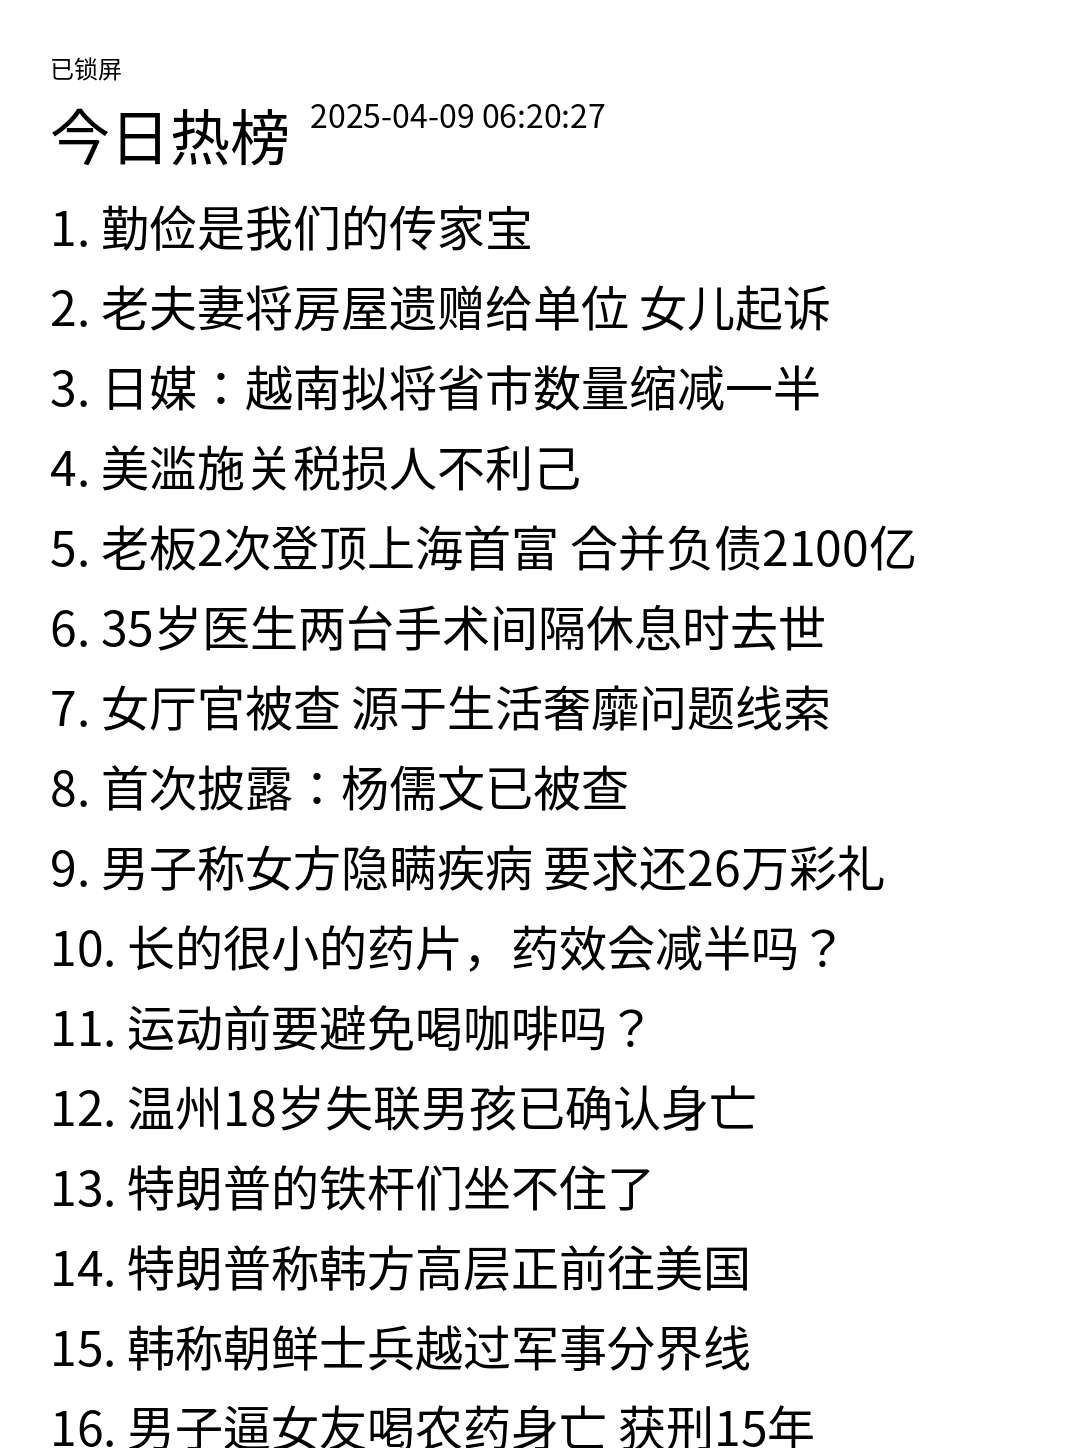 已锁屏
今日热榜 2025-04-09 06:20:27
1. 勤俭是我们的传家宝
2. 老夫妻将房屋遗赠给单位 女儿起诉
3. 日媒：越南拟将省市数量缩减一半
4. 美滥施关税损人不利己
5. 老板2次登顶上海首富 合并负债2100亿
6. 35岁医生两台手术间隔休息时去世
7. 女厅官被查 源于生活奢靡问题线索
8. 首次披露：杨儒文已被查
9. 男子称女方隐瞒疾病 要求还26万彩礼
10. 长的很小的药片，药效会减半吗？
11. 运动前要避免喝咖啡吗？
12. 温州18岁失联男孩已确认身亡
13. 特朗普的铁杆们坐不住了
14. 特朗普称韩方高层正前往美国
15. 韩称朝鲜士兵越过军事分界线
16. 男子逼女友喝农药身亡 获刑15年